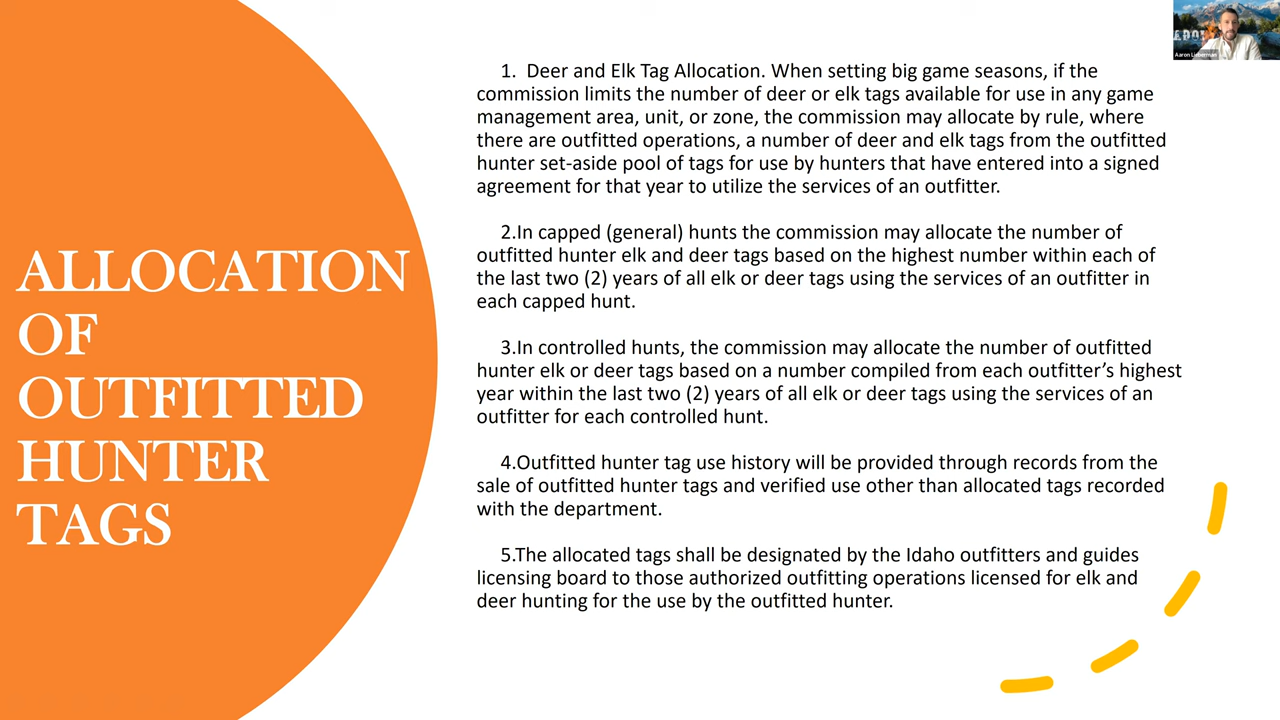 ALLOCATION
OF
OUTFITTED
HUNTER
TAGS
1. Deer and Elk Tag Allocation. When setting big game seasons, if the
commission limits the number of deer or elk tags available for use in any game
management area, unit, or zone, the commission may allocate by rule, where
there are outfitted operations, a number of deer and elk tags from the outfitted
hunter set-aside pool of tags for use by hunters that have entered into a signed
agreement for that year to utilize the services of an outfitter.
2.In capped (general) hunts the commission may allocate the number of
outfitted hunter elk and deer tags based on the highest number within each of
the last two (2) years of all elk or deer tags using the services of an outfitter in
each capped hunt.
3.In controlled hunts, the commission may allocate the number of outfitted
hunter elk or deer tags based on a number compiled from each outfitter’s highest
year within the last two (2) years of all elk or deer tags using the services of an
outfitter for each controlled hunt.
4.Outfitted hunter tag use history will be provided through records from the
sale of outfitted hunter tags and verified use other than allocated tags recorded
with the department.
5.The allocated tags shall be designated by the Idaho outfitters and guides
licensing board to those authorized outfitting operations licensed for elk and
deer hunting for the use by the outfitted hunter.
Aaron Lieberman